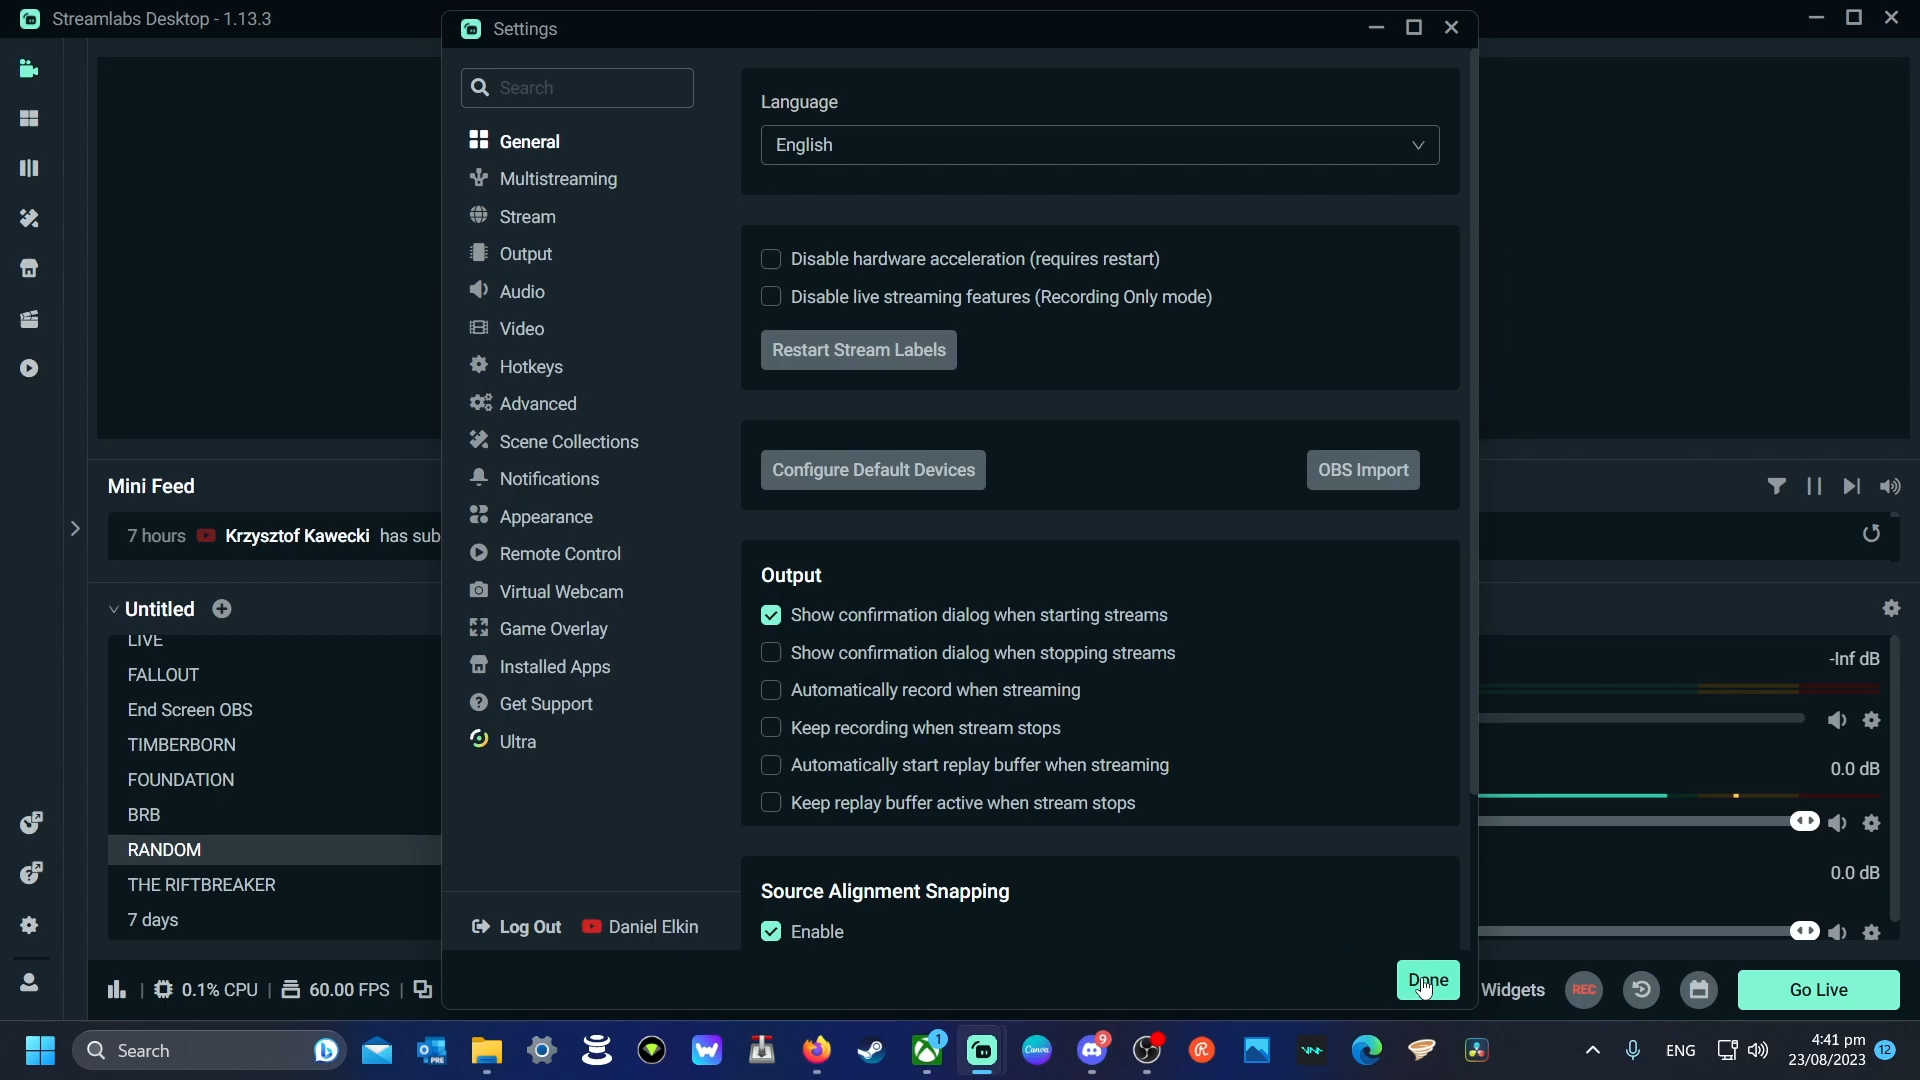 Streamlabs Desktop - 1.13.3
Settings
Search
General
Multistreaming
Stream
Output
Audio
Video
Hotkeys
Advanced
Scene Collections
Notifications
Appearance
Remote Control
Virtual Webcam
Game Overlay
Installed Apps
Get Support
Ultra
Log Out Daniel Elkin
Language
English
Disable hardware acceleration (requires restart)
Disable live streaming features (Recording Only mode)
Restart Stream Labels
Configure Default Devices OBS Import
Output
Show confirmation dialog when starting streams
Show confirmation dialog when stopping streams
Automatically record when streaming
Keep recording when stream stops
Automatically start replay buffer when streaming
Keep replay buffer active when stream stops
Source Alignment Snapping
Enable
Done
Mini Feed
7 hours Krzysztof Kawecki has sub
Untitled
LIVE
FALLOUT
End Screen OBS
TIMBERBORN
FOUNDATION
BRB
RANDOM
THE RIFTBREAKER
7 days
-Inf dB
0.0 dB
0.0 dB
0.1% CPU 60.00 FPS
Widgets REC Go Live
Search
PRE
1
Canva
9
ENG
4:41 pm
23/08/2023 12